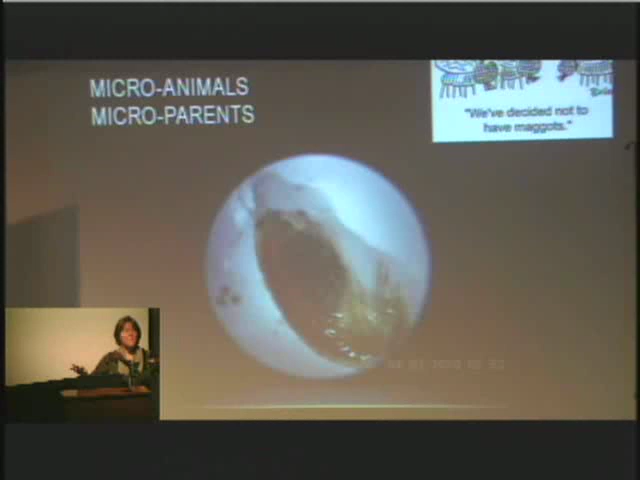 MICRO-ANIMALS
MICRO-PARENTS
"We've decided not to
have maggots."